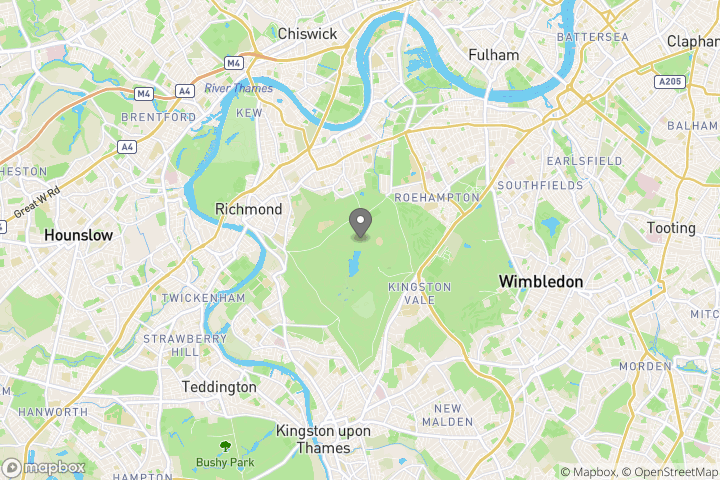 BATTERSEA
Chiswick
Clapham
Fulham
M4
A205
River Thames
M4
A4
BRENTFORD
KEW
BALHAM
A4
EARLSFIELD
HESTON
SOUTHFIELDS
Great W Rd
ROEHAMPTON
Richmond
Tooting
Hounslow
Wimbledon
KINGSTON
VALE
TWICKENHAM
MITC
STRAWBERRY
HILL
MORDEN
Teddington
HANWORTH
NEW
MALDEN
Kingston upon
Thames
Bushy Park
HAMPTON
mapbox
© Mapbox, © OpenStreetMap